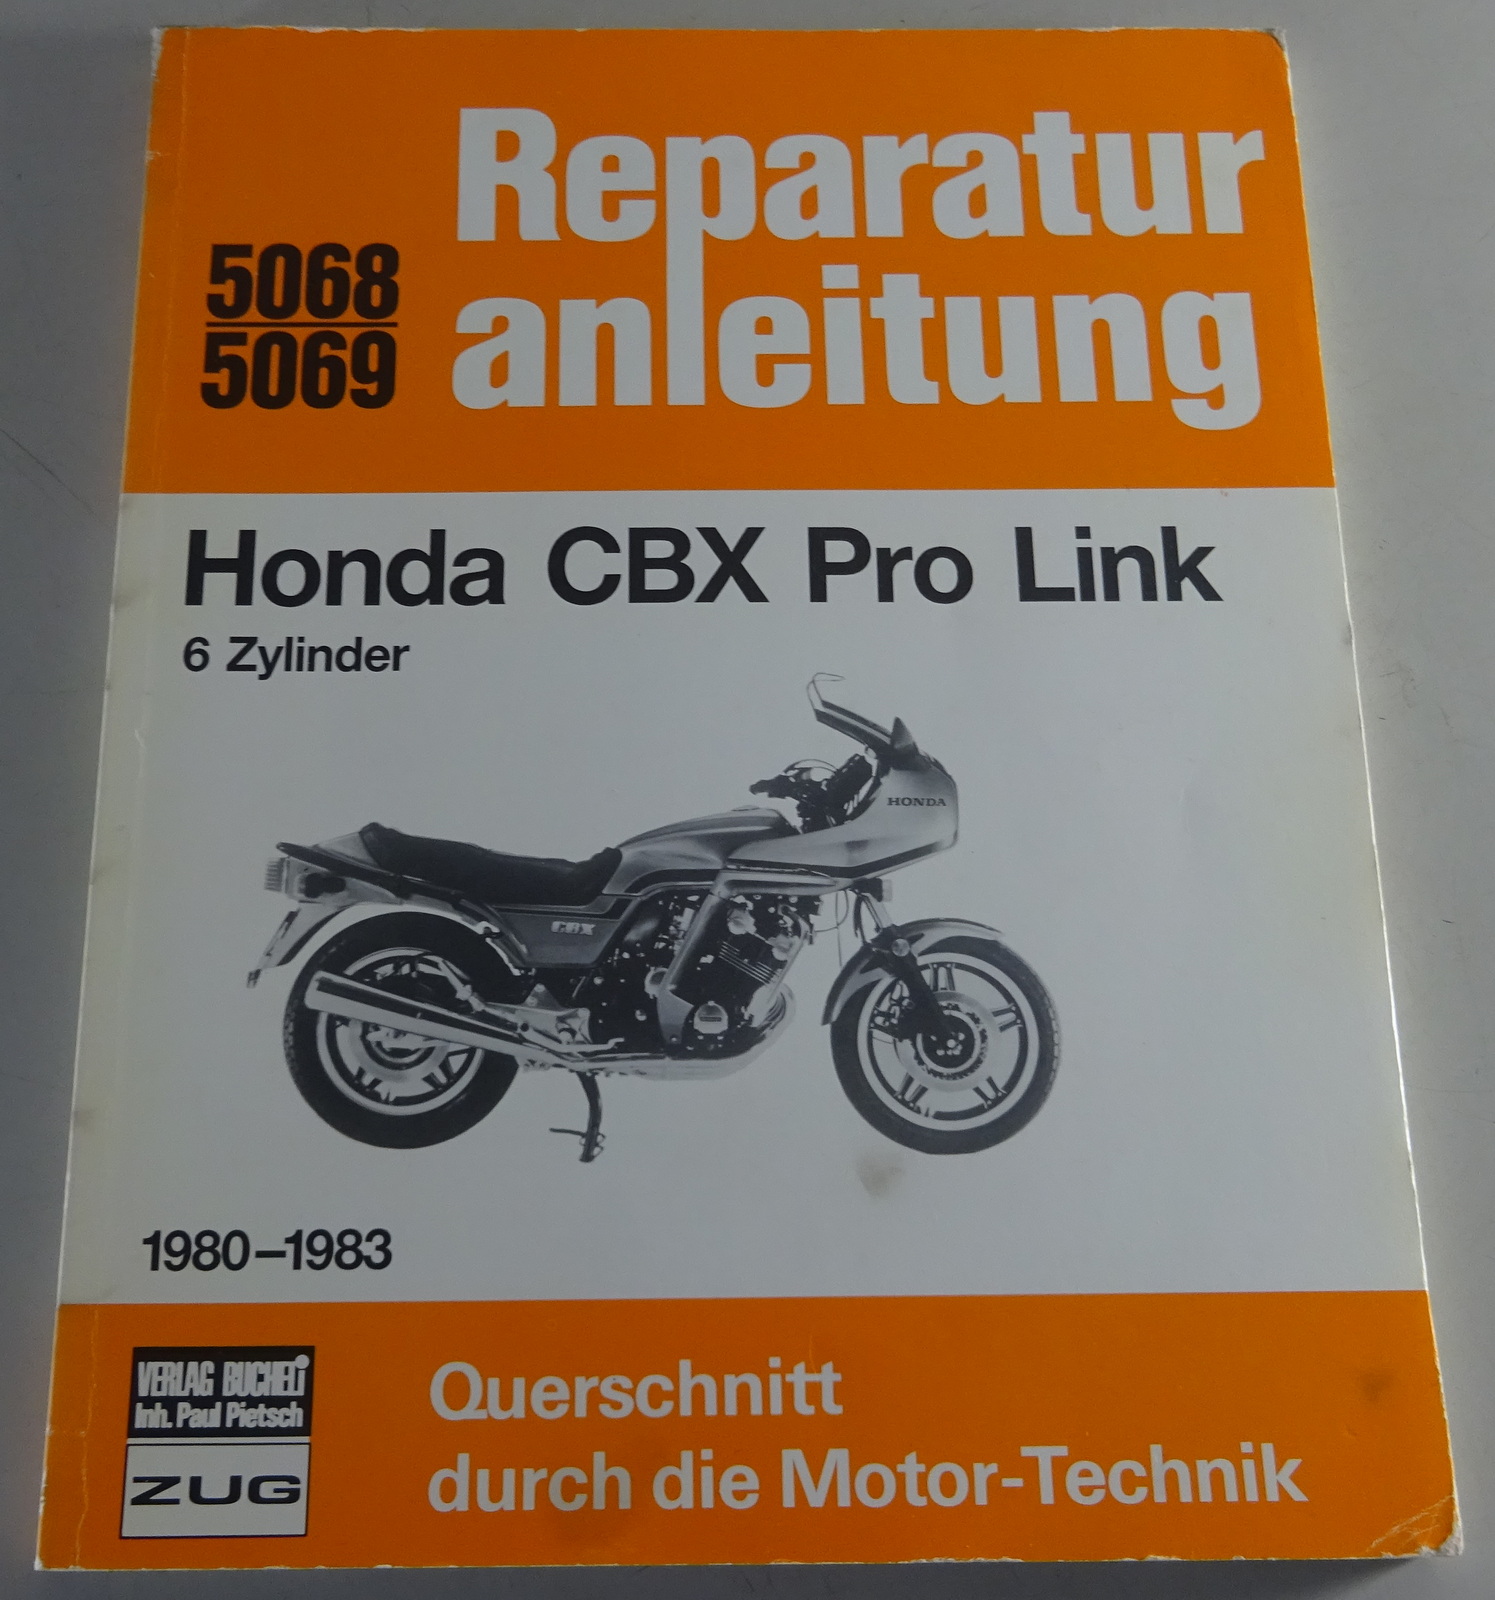 Reparatur
anleitung
5068
5069
Honda CBX Pro Link
6 Zylinder
HONDA
CBX
1980–1983
VERLAG BUCHELI
Inh. Paul Pietsch
ZUG
Querschnitt
durch die Motor-Technik